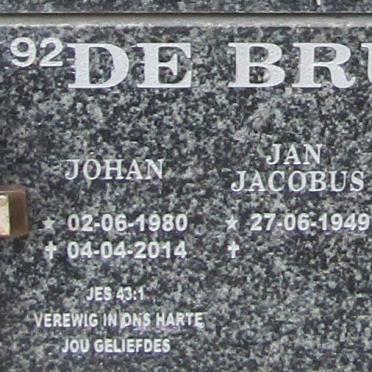 92 DE BRU
JOHAN
★ 02-06-1980
✝ 04-04-2014
JES 43:1
VEREWIG IN ONS HARTE
JOU GELIEFDES
JAN
JACOBUS
★ 27-06-1949
✝